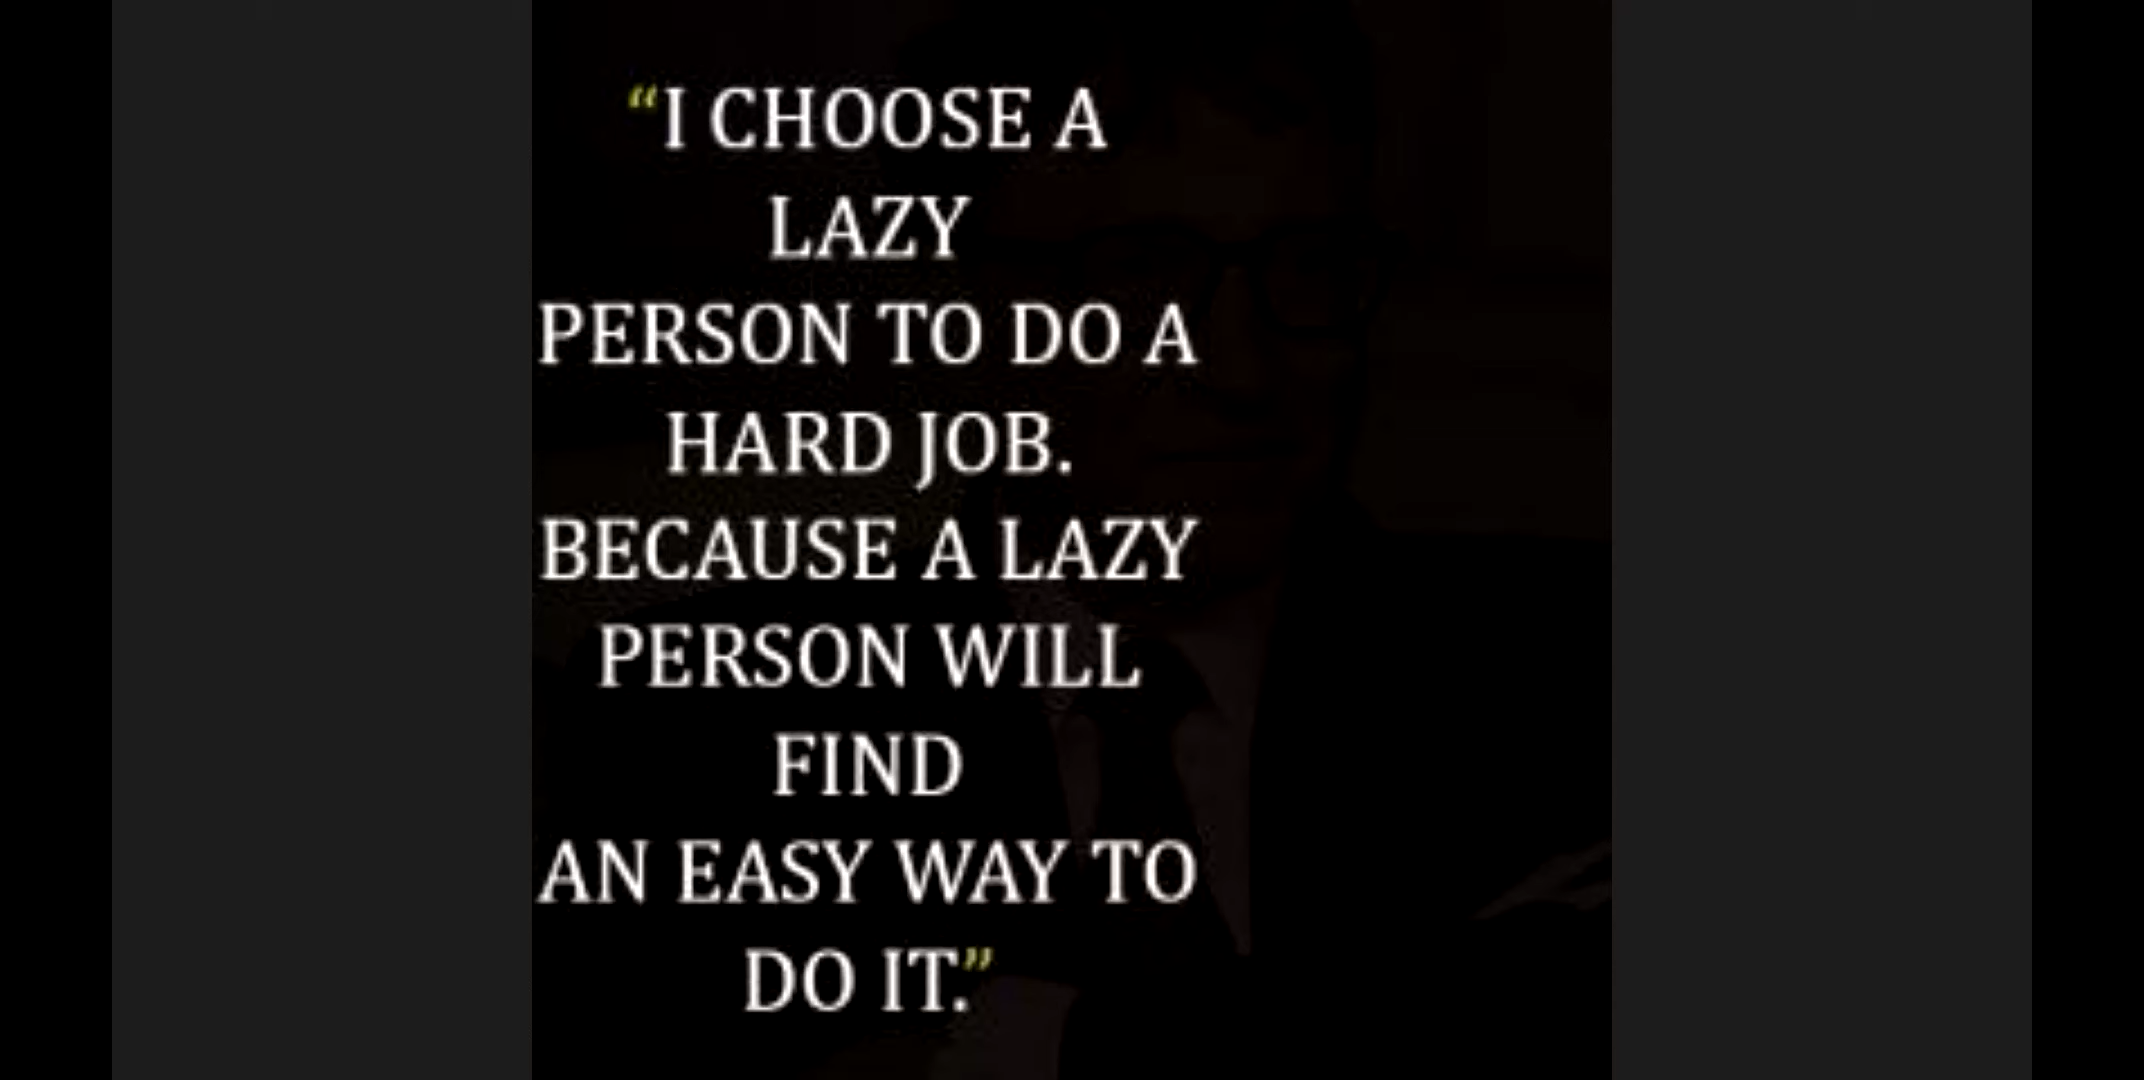 “I CHOOSE A
LAZY
PERSON TO DO A
HARD JOB.
BECAUSE A LAZY
PERSON WILL
FIND
AN EASY WAY TO
DO IT.”